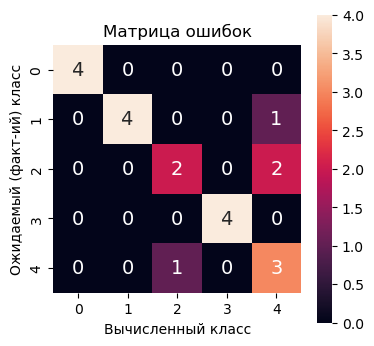 Матрица ошибок
Ожидаемый (факт-ий) класс
0 4 0 0 0 0
1 0 4 0 0 1
2 0 0 2 0 2
3 0 0 0 4 0
4 0 0 1 0 3
0 1 2 3 4
Вычисленный класс
4.0
3.5
3.0
2.5
2.0
1.5
1.0
0.5
0.0